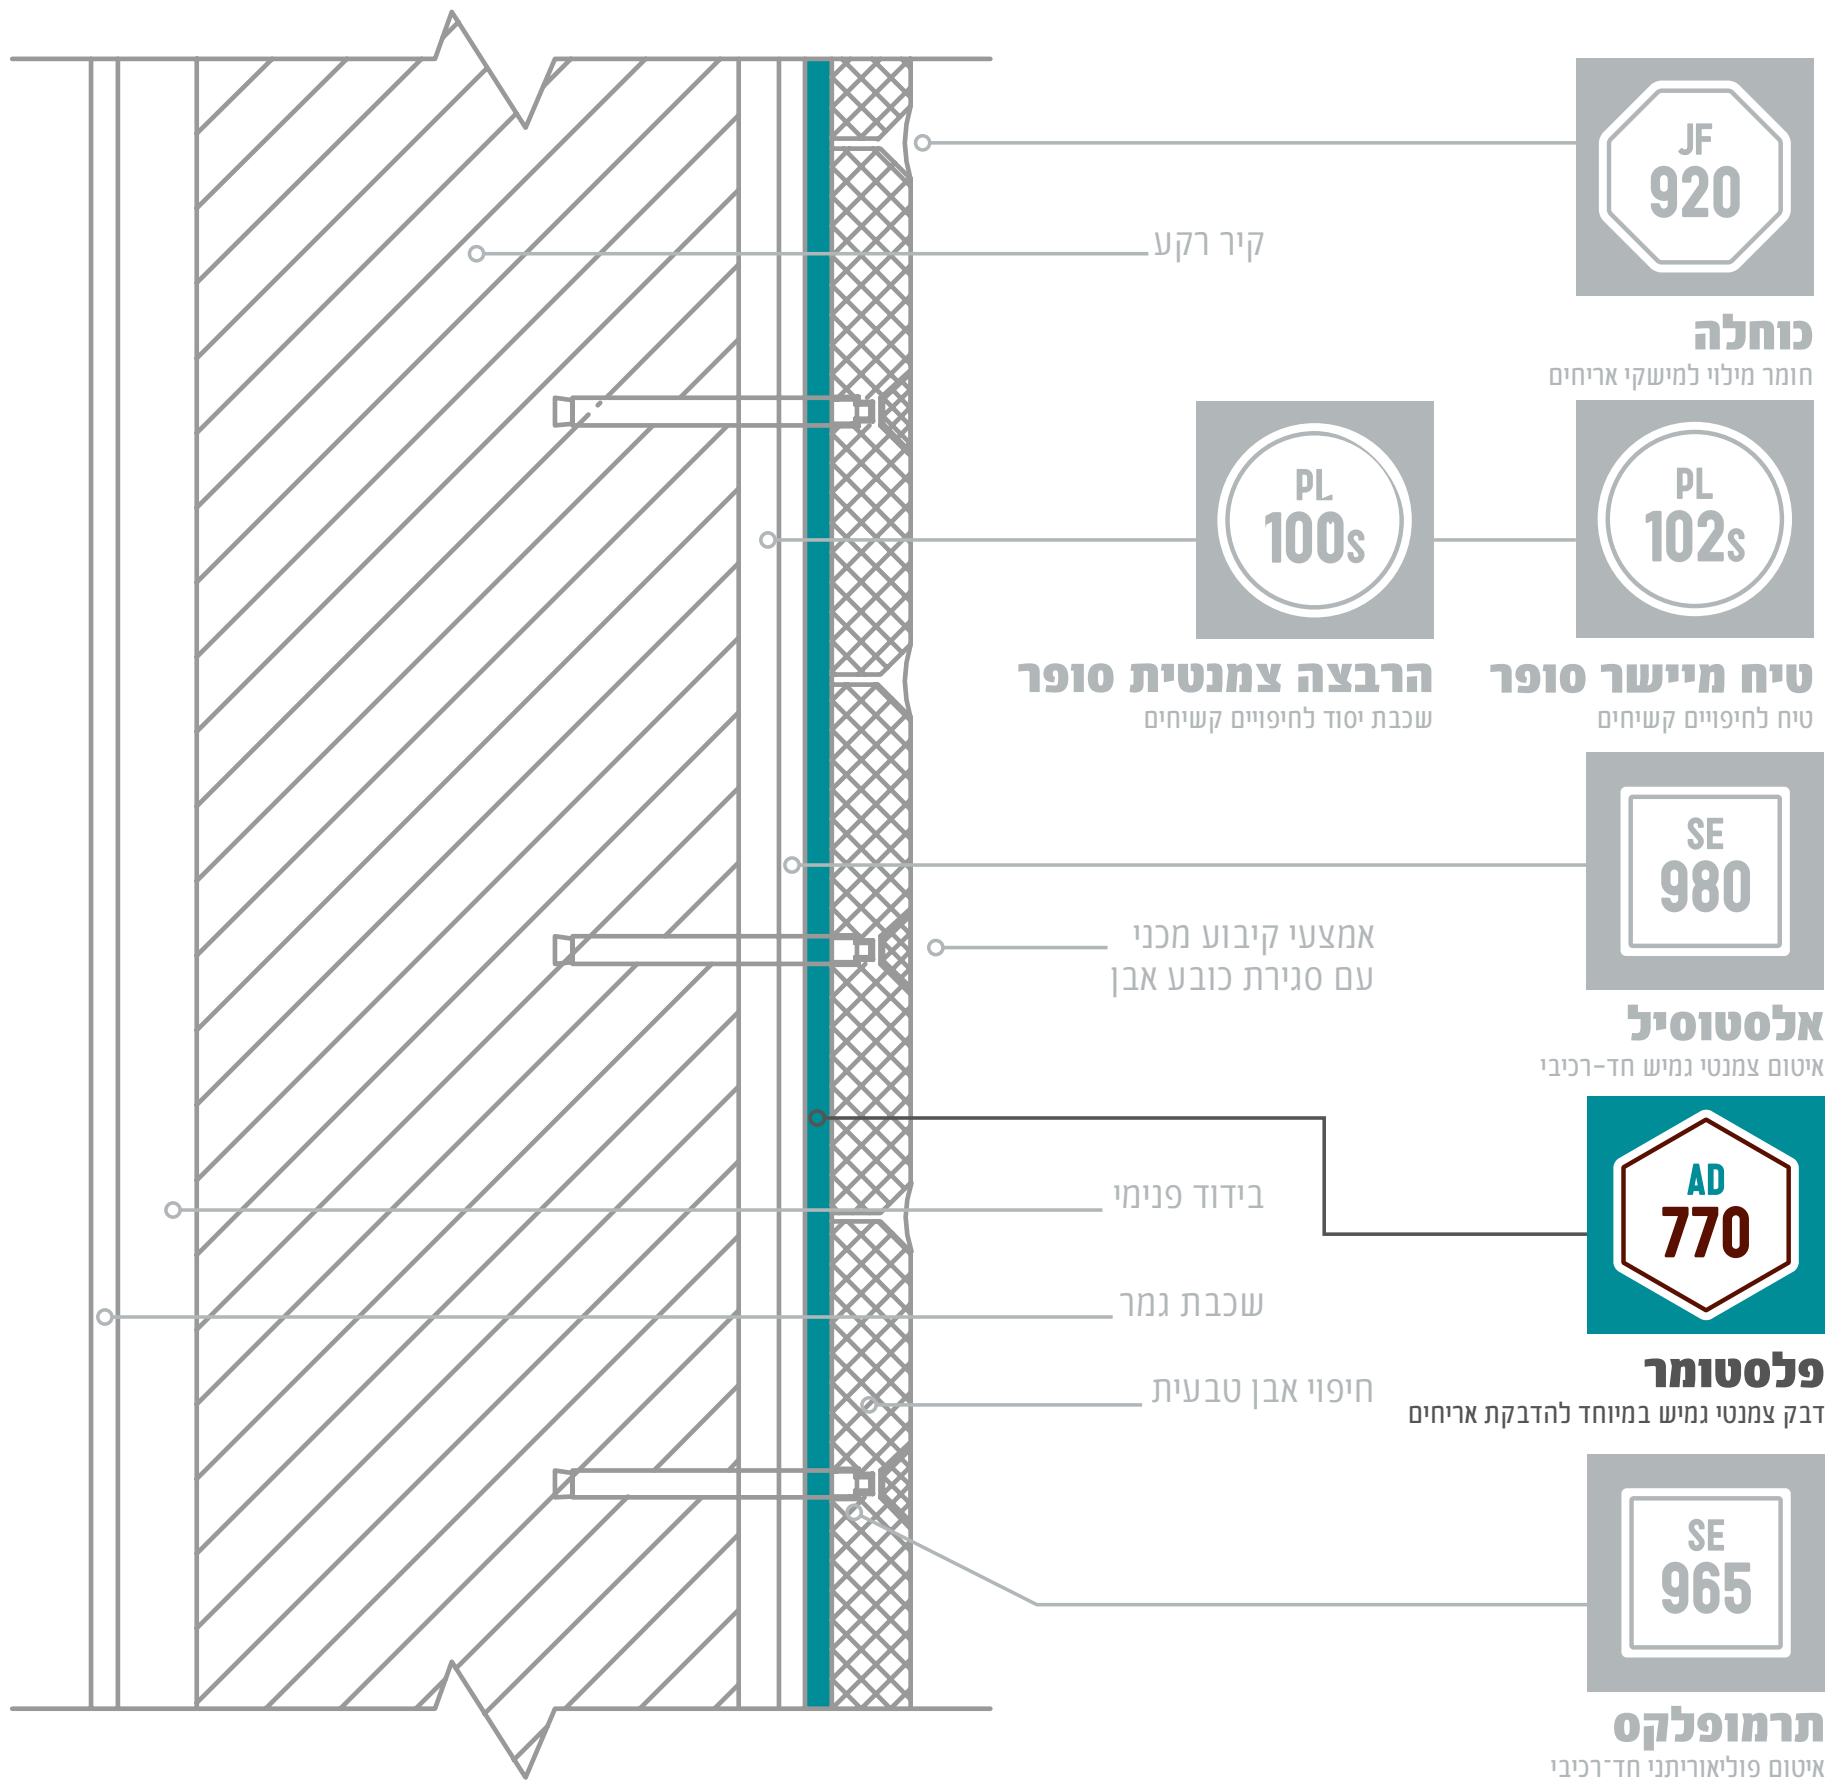 JF
920
כוחלה
חומר מילוי למישקי אריחים
קיר רקע
PL
102s
טיח מיישר סופר
טיח לחיפויים קשיחים
PL
100s
הרבצה צמנטית סופר
שכבת יסוד לחיפויים קשיחים
SE
980
אלסטוסיל
איטום צמנטי גמיש חד-רכיבי
אמצעי קיבוע מכני
עם סגירת כובע אבן
AD
770
פלסטומר
דבק צמנטי גמיש במיוחד להדבקת אריחים
בידוד פנימי
שכבת גמר
חיפוי אבן טבעית
SE
965
תרמופלקס
איטום פוליאוריתני חד־רכיבי